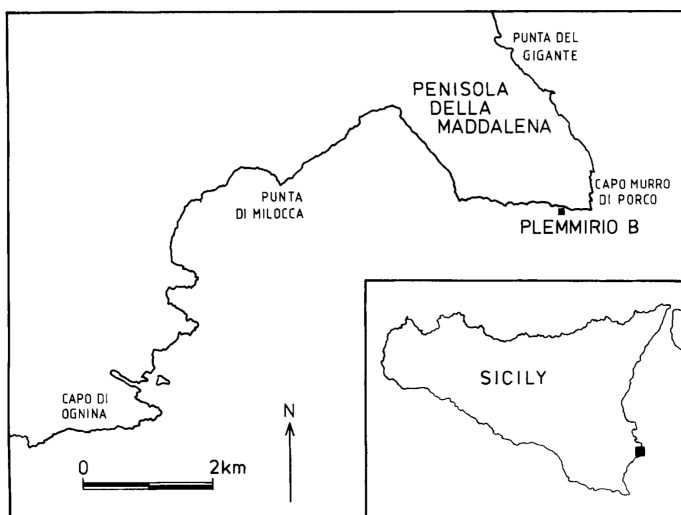 PUNTA DEL
GIGANTE
PENISOLA
DELLA
MADDALENA
CAPO MURRO
DI PORCO
PUNTA
DI MILOCCA
PLEMMIRIO B
SICILY
CAPO DI
OGNINA
N
0 2km